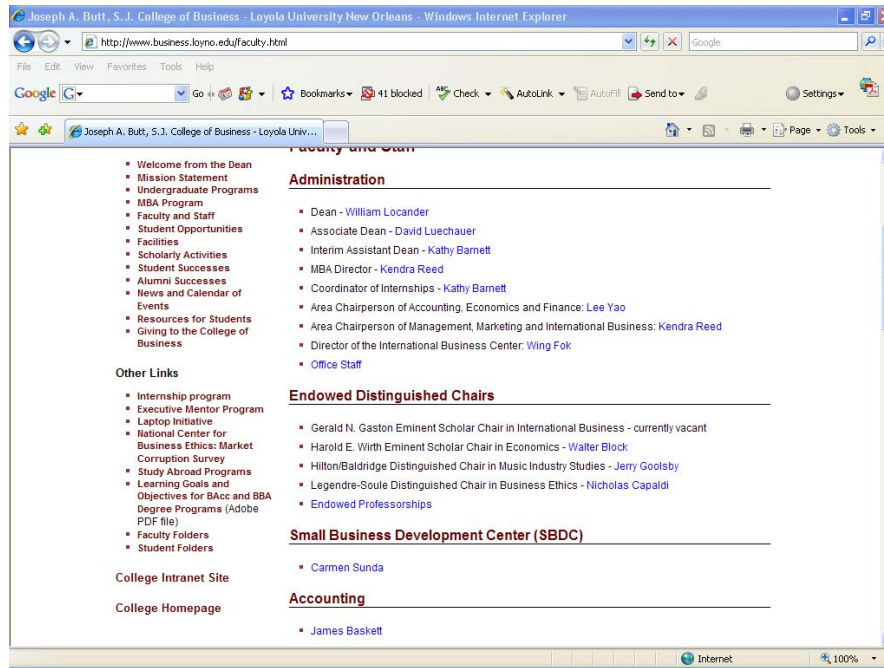 Joseph A. Butt, S.J. College of Business - Loyola University New Orleans - Windows Internet Explorer
http://www.business.loyno.edu/faculty.html
Google
File Edit View Favorites Tools Help
Google G Go Bookmarks 41 blocked ABC Check AutoLink AutoFill Send to Settings
Joseph A. Butt, S.J. College of Business - Loyola Univ... Page Tools
Faculty and Staff
Welcome from the Dean
Mission Statement
Undergraduate Programs
MBA Program
Faculty and Staff
Student Opportunities
Facilities
Scholarly Activities
Student Successes
Alumni Successes
News and Calendar of
Events
Resources for Students
Giving to the College of
Business
Other Links
Internship program
Executive Mentor Program
Laptop Initiative
National Center for
Business Ethics: Market
Corruption Survey
Study Abroad Programs
Learning Goals and
Objectives for BAcc and BBA
Degree Programs (Adobe
PDF file)
Faculty Folders
Student Folders
College Intranet Site
College Homepage
Administration
Dean - William Locander
Associate Dean - David Luechauer
Interim Assistant Dean - Kathy Barnett
MBA Director - Kendra Reed
Coordinator of Internships - Kathy Barnett
Area Chairperson of Accounting, Economics and Finance: Lee Yao
Area Chairperson of Management, Marketing and International Business: Kendra Reed
Director of the International Business Center: Wing Fok
Office Staff
Endowed Distinguished Chairs
Gerald N. Gaston Eminent Scholar Chair in International Business - currently vacant
Harold E. Wirth Eminent Scholar Chair in Economics - Walter Block
Hilton/Baldridge Distinguished Chair in Music Industry Studies - Jerry Goolsby
Legendre-Soule Distinguished Chair in Business Ethics - Nicholas Capaldi
Endowed Professorships
Small Business Development Center (SBDC)
Carmen Sunda
Accounting
James Baskett
Internet 100%